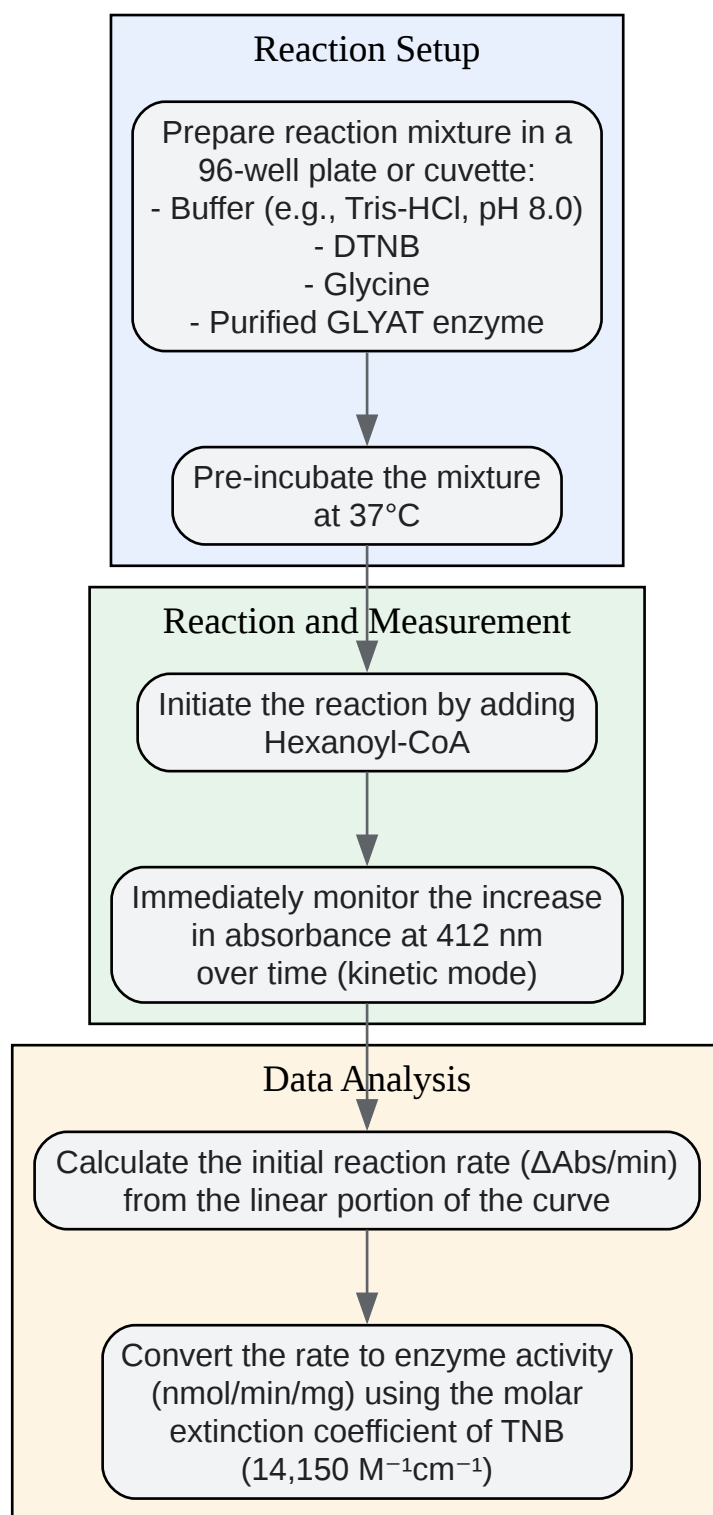 Reaction Setup
Prepare reaction mixture in a
96-well plate or cuvette:
- Buffer (e.g., Tris-HCl, pH 8.0)
- DTNB
- Glycine
- Purified GLYAT enzyme
Pre-incubate the mixture
at 37°C
Reaction and Measurement
Initiate the reaction by adding
Hexanoyl-CoA
Immediately monitor the increase
in absorbance at 412 nm
over time (kinetic mode)
Data Analysis
Calculate the initial reaction rate (ΔAbs/min)
from the linear portion of the curve
Convert the rate to enzyme activity
(nmol/min/mg) using the molar
extinction coefficient of TNB
(14,150 M⁻¹cm⁻¹)